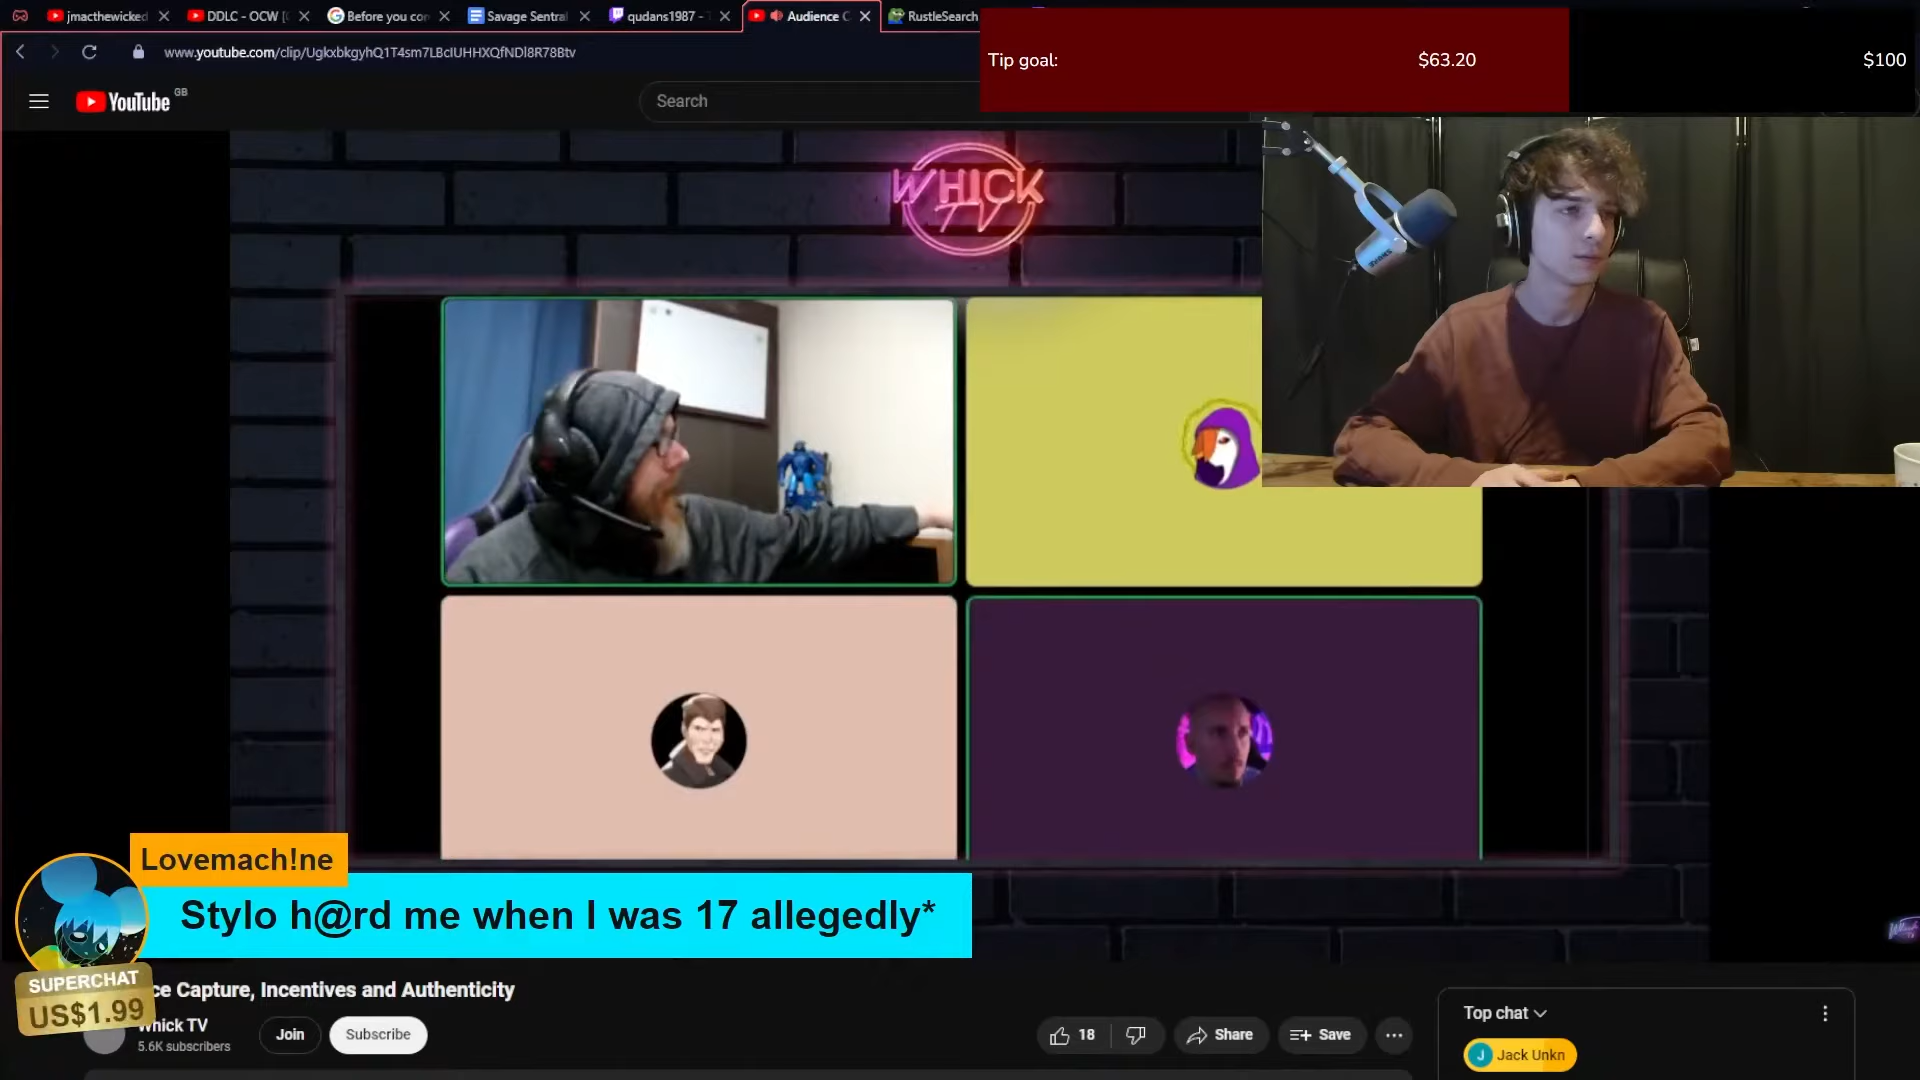 jmacthewicked
DDLC - OCW [
Before you con
Savage Sentral
qudans1987 - T
Audience C
RustleSearch
www.youtube.com/clip/UgkxbkgyhQ1T4sm7LBcIUHHXQfNDl8R78Btv
Tip goal:
$63.20
$100
YouTube GB
Search
WHICK
TV
Lovemach!ne
Stylo h@rd me when I was 17 allegedly*
SUPERCHAT
US$1.99
ce Capture, Incentives and Authenticity
Whick TV
5.6K subscribers
Join
Subscribe
18
Share
Save
Top chat
J Jack Unkn